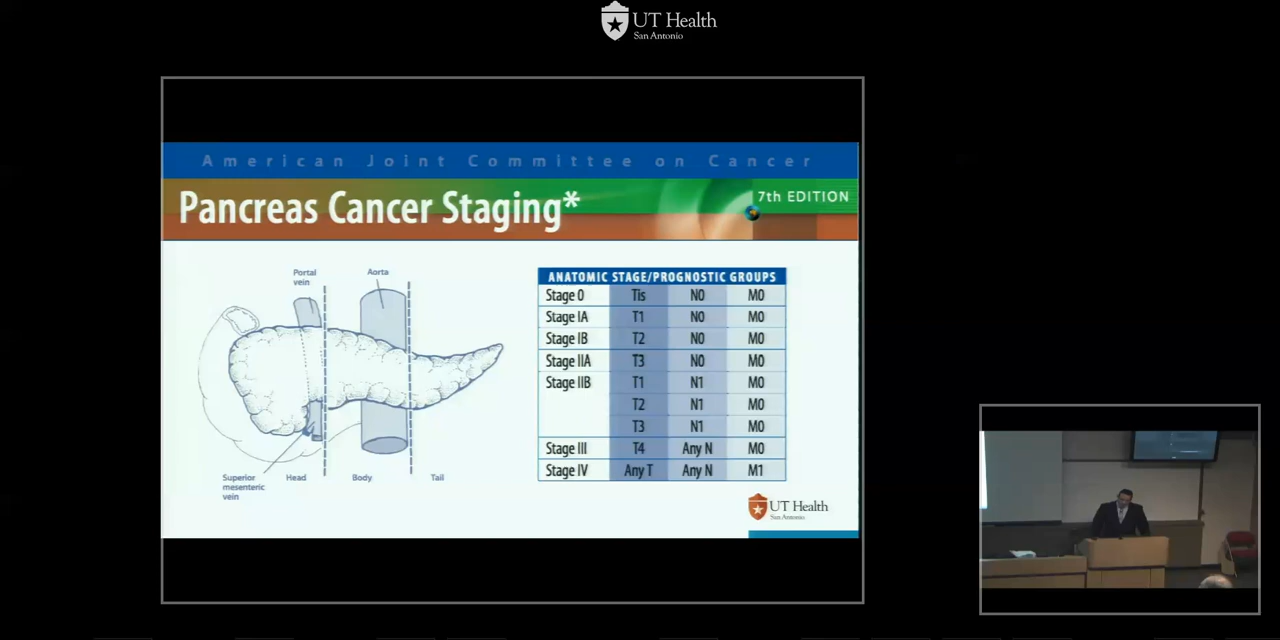 UT Health
San Antonio
American Joint Committee on Cancer
Pancreas Cancer Staging*
7th EDITION
Portal
vein
Aorta
Superior
mesenteric
vein
Head
Body
Tail
ANATOMIC STAGE/PROGNOSTIC GROUPS
Stage 0 Tis N0 M0
Stage IA T1 N0 M0
Stage IB T2 N0 M0
Stage IIA T3 N0 M0
Stage IIB T1 N1 M0
T2 N1 M0
T3 N1 M0
Stage III T4 Any N M0
Stage IV Any T Any N M1
UT Health
San Antonio